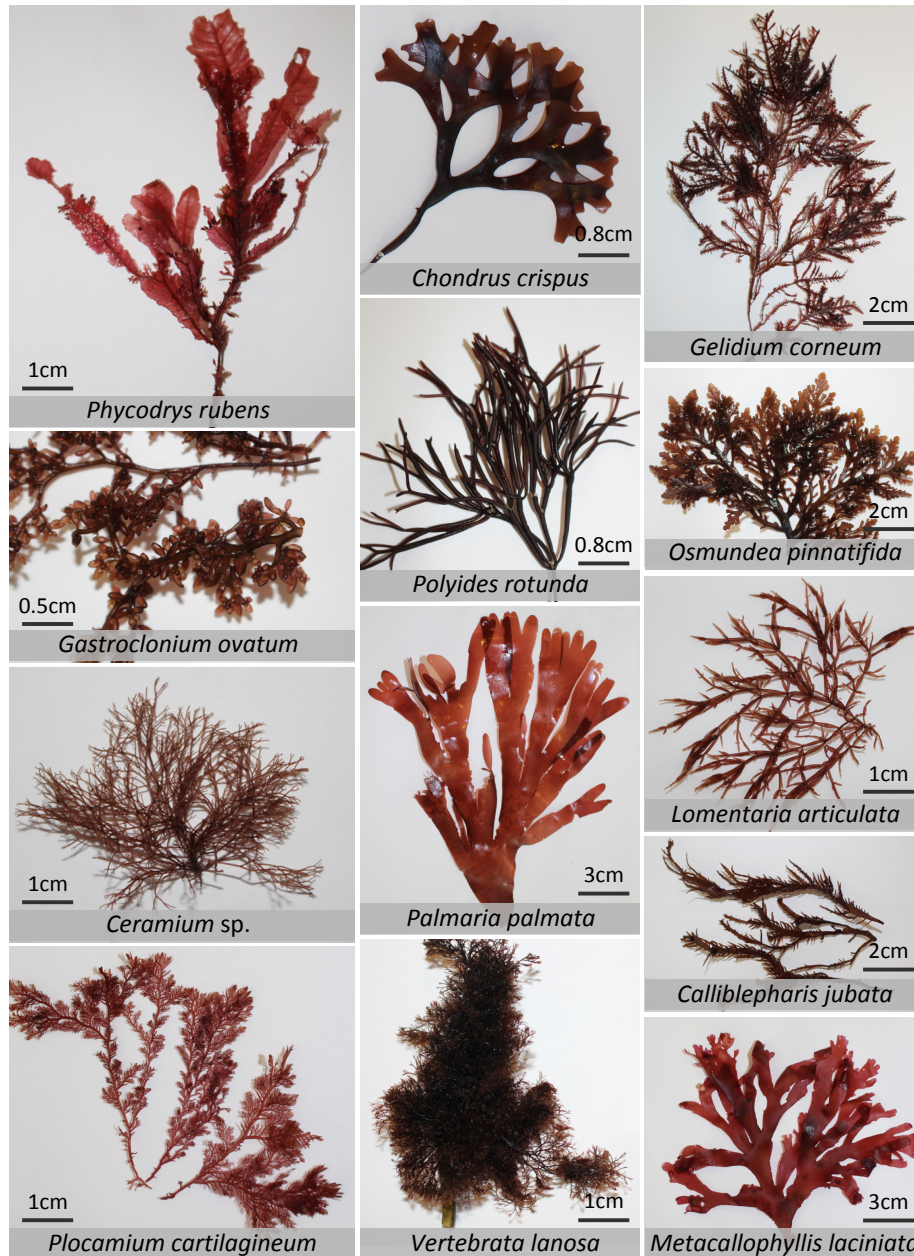 1cm
Phycodrys rubens
0.5cm
Gastroclonium ovatum
1cm
Ceramium sp.
1cm
Plocamium cartilagineum
0.8cm
Chondrus crispus
0.8cm
Polyides rotunda
3cm
Palmaria palmata
1cm
Vertebrata lanosa
2cm
Gelidium corneum
2cm
Osmundea pinnatifida
1cm
Lomentaria articulata
2cm
Calliblepharis jubata
3cm
Metacallophyllis laciniata